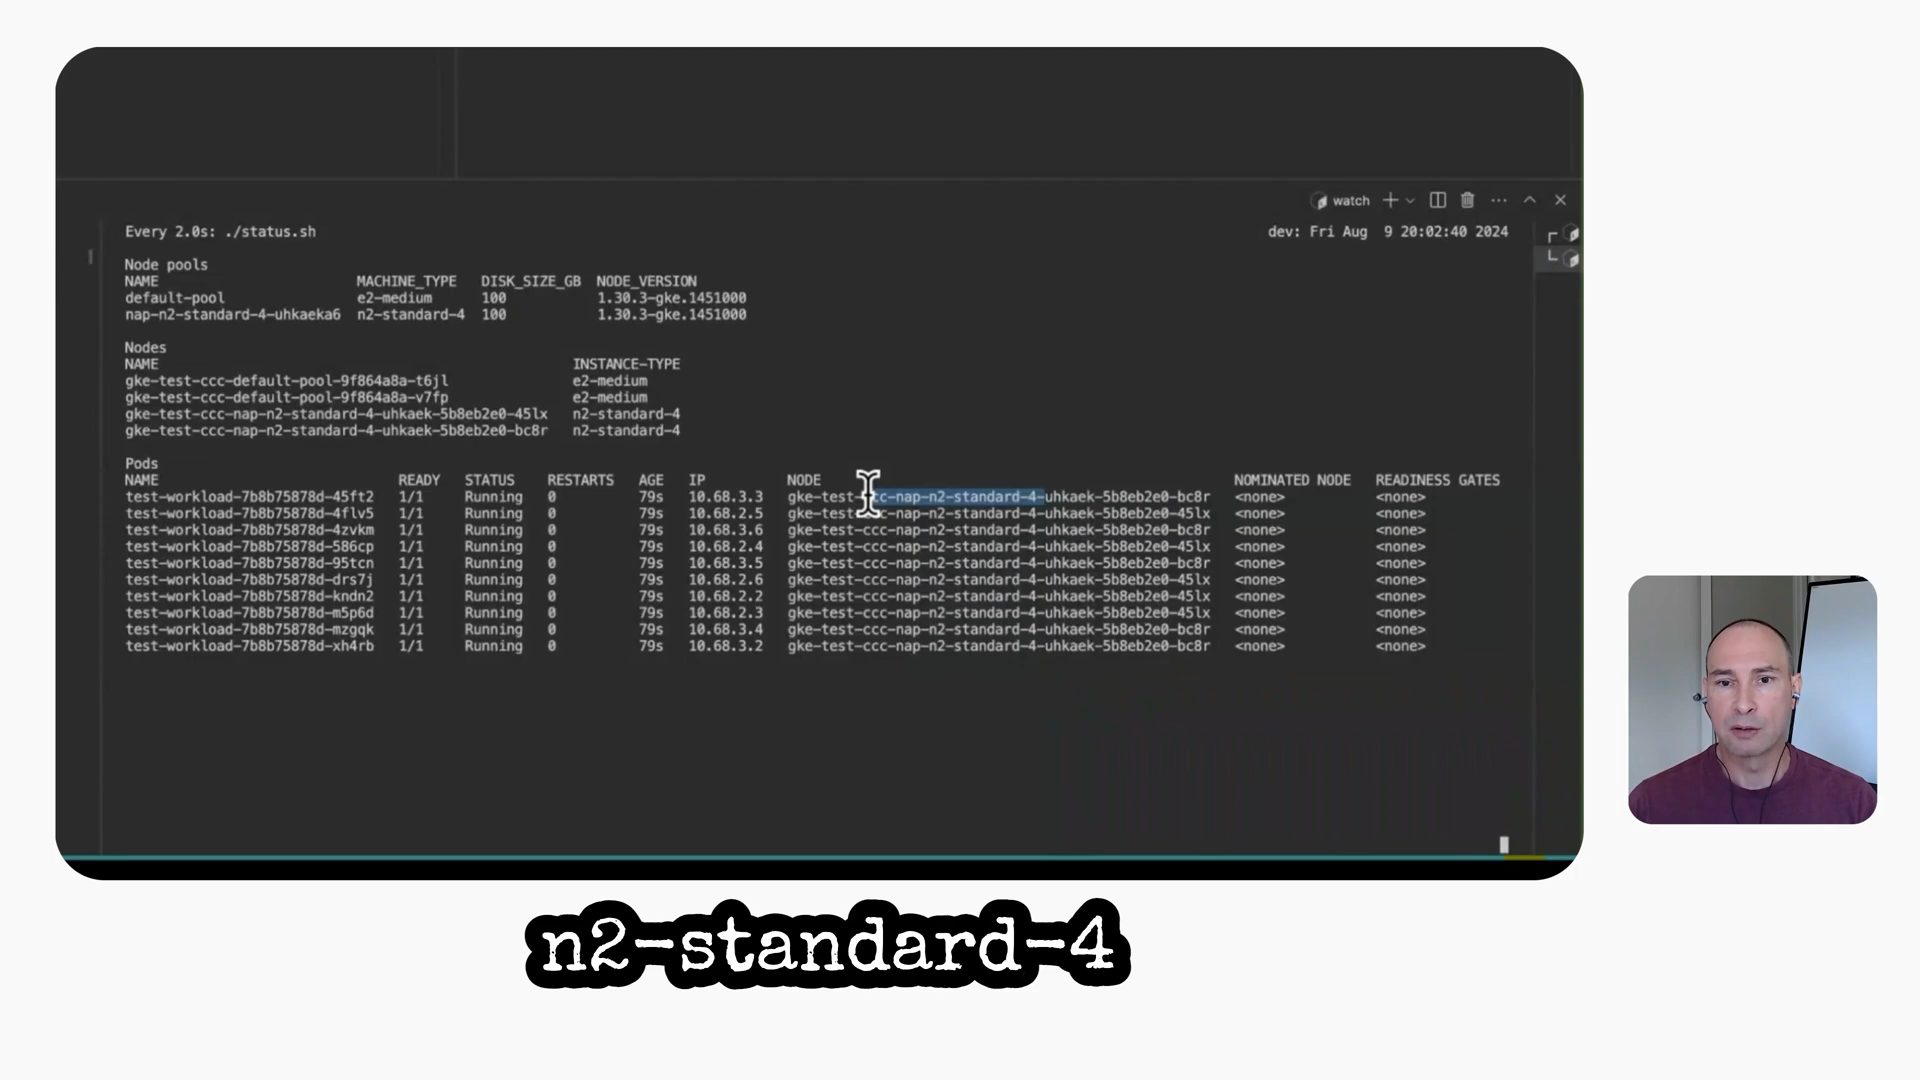 watch
Every 2.0s: ./status.sh dev: Fri Aug 9 20:02:40 2024
Node pools
NAME MACHINE_TYPE DISK_SIZE_GB NODE_VERSION
default-pool e2-medium 100 1.30.3-gke.1451000
nap-n2-standard-4-uhkaeka6 n2-standard-4 100 1.30.3-gke.1451000
Nodes
NAME INSTANCE-TYPE
gke-test-ccc-default-pool-9f864a8a-t6jl e2-medium
gke-test-ccc-default-pool-9f864a8a-v7fp e2-medium
gke-test-ccc-nap-n2-standard-4-uhkaek-5b8eb2e0-45lx n2-standard-4
gke-test-ccc-nap-n2-standard-4-uhkaek-5b8eb2e0-bc8r n2-standard-4
Pods
NAME READY STATUS RESTARTS AGE IP NODE NOMINATED NODE READINESS GATES
test-workload-7b8b75878d-45ft2 1/1 Running 0 79s 10.68.3.3 gke-test-ccc-nap-n2-standard-4-uhkaek-5b8eb2e0-bc8r <none> <none>
test-workload-7b8b75878d-4flv5 1/1 Running 0 79s 10.68.2.5 gke-test-ccc-nap-n2-standard-4-uhkaek-5b8eb2e0-45lx <none> <none>
test-workload-7b8b75878d-4zvkm 1/1 Running 0 79s 10.68.3.6 gke-test-ccc-nap-n2-standard-4-uhkaek-5b8eb2e0-bc8r <none> <none>
test-workload-7b8b75878d-586cp 1/1 Running 0 79s 10.68.2.4 gke-test-ccc-nap-n2-standard-4-uhkaek-5b8eb2e0-45lx <none> <none>
test-workload-7b8b75878d-95tcn 1/1 Running 0 79s 10.68.3.5 gke-test-ccc-nap-n2-standard-4-uhkaek-5b8eb2e0-bc8r <none> <none>
test-workload-7b8b75878d-drs7j 1/1 Running 0 79s 10.68.2.6 gke-test-ccc-nap-n2-standard-4-uhkaek-5b8eb2e0-45lx <none> <none>
test-workload-7b8b75878d-kndn2 1/1 Running 0 79s 10.68.2.2 gke-test-ccc-nap-n2-standard-4-uhkaek-5b8eb2e0-45lx <none> <none>
test-workload-7b8b75878d-m5p6d 1/1 Running 0 79s 10.68.2.3 gke-test-ccc-nap-n2-standard-4-uhkaek-5b8eb2e0-45lx <none> <none>
test-workload-7b8b75878d-mzgqk 1/1 Running 0 79s 10.68.3.4 gke-test-ccc-nap-n2-standard-4-uhkaek-5b8eb2e0-bc8r <none> <none>
test-workload-7b8b75878d-xh4rb 1/1 Running 0 79s 10.68.3.2 gke-test-ccc-nap-n2-standard-4-uhkaek-5b8eb2e0-bc8r <none> <none>
n2-standard-4